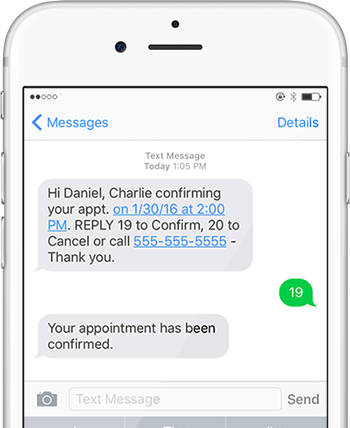 Messages
Details
Text Message
Today 1:05 PM
Hi Daniel, Charlie confirming
your appt. on 1/30/16 at 2:00
PM. REPLY 19 to Confirm, 20 to
Cancel or call 555-555-5555 -
Thank you.
19
Your appointment has been
confirmed.
Text Message
Send